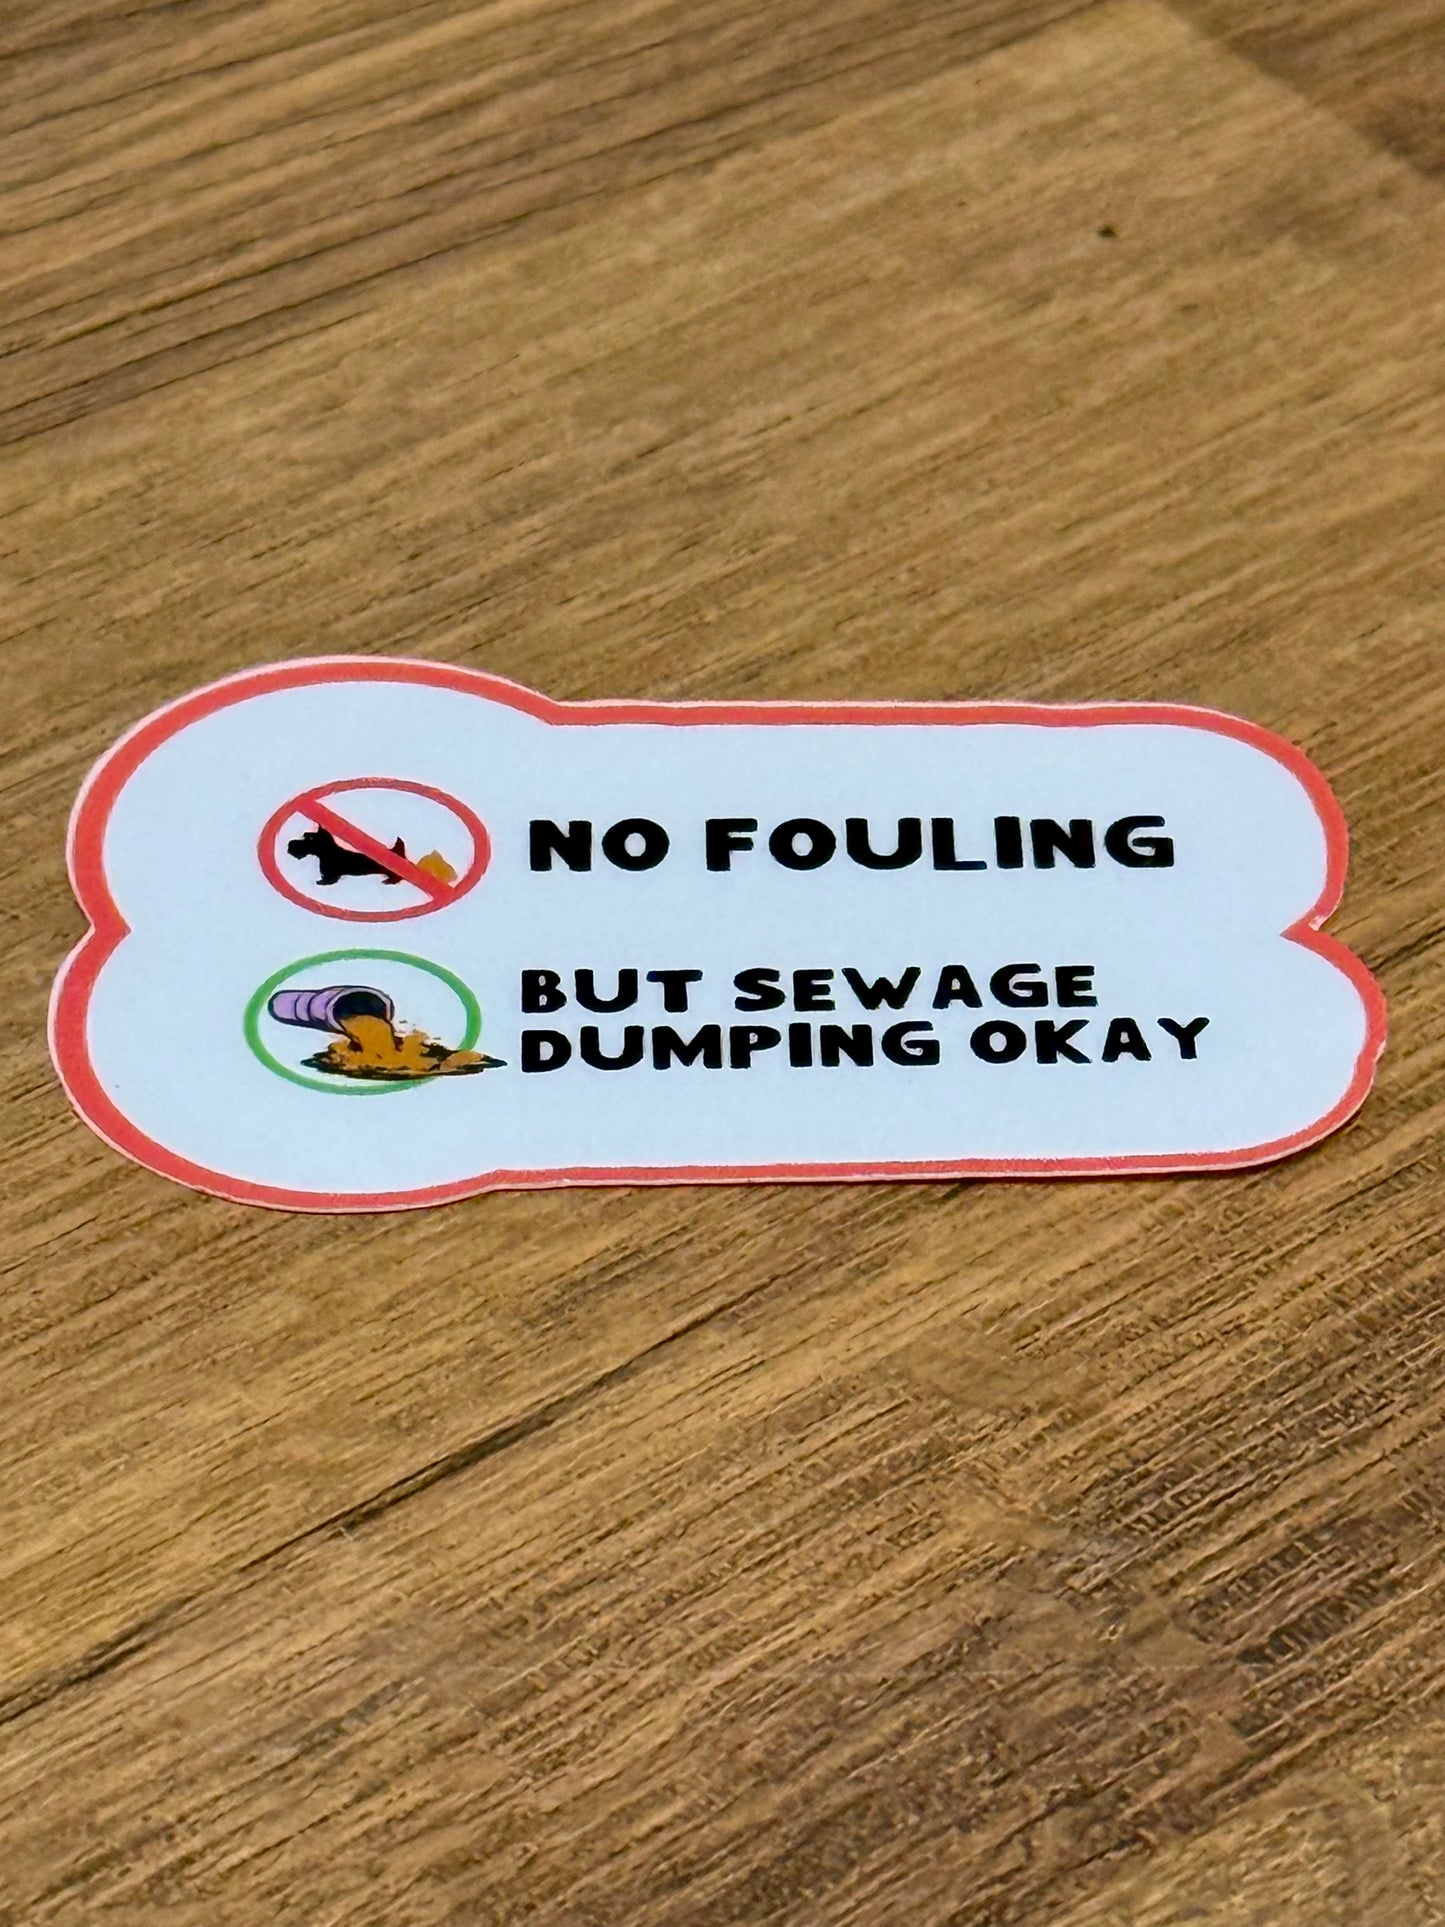 NO FOULING
BUT SEWAGE
DUMPING OKAY